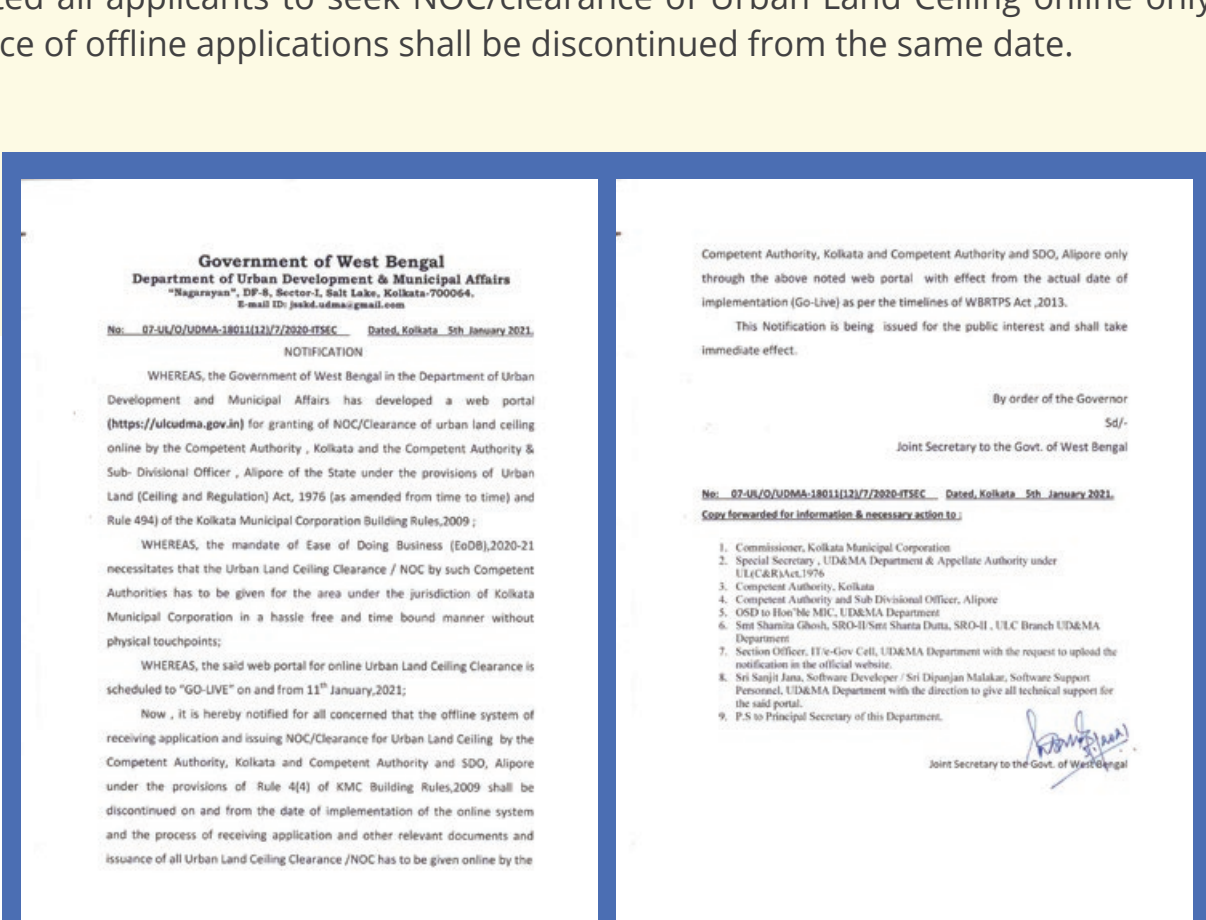 ted all applicants to seek NOC/clearance of Urban Land Ceiling online only
ce of offline applications shall be discontinued from the same date.
Government of West Bengal
Department of Urban Development & Municipal Affairs
"Nagarayan", DF-8, Sector-I, Salt Lake, Kolkata-700064.
E-mail ID: jsskd.udma@gmail.com
No: 07-UL/O/UDMA-18011(12)/7/2020-ITSEC Dated, Kolkata 5th January 2021.
NOTIFICATION
WHEREAS, the Government of West Bengal in the Department of Urban
Development and Municipal Affairs has developed a web portal
(https://ulcudma.gov.in) for granting of NOC/Clearance of urban land ceiling
online by the Competent Authority , Kolkata and the Competent Authority &
Sub- Divisional Officer , Alipore of the State under the provisions of Urban
Land (Ceiling and Regulation) Act, 1976 (as amended from time to time) and
Rule 494) of the Kolkata Municipal Corporation Building Rules,2009 ;
WHEREAS, the mandate of Ease of Doing Business (EoDB),2020-21
necessitates that the Urban Land Ceiling Clearance / NOC by such Competent
Authorities has to be given for the area under the jurisdiction of Kolkata
Municipal Corporation in a hassle free and time bound manner without
physical touchpoints;
WHEREAS, the said web portal for online Urban Land Ceiling Clearance is
scheduled to "GO-LIVE" on and from 11th January,2021;
Now , it is hereby notified for all concerned that the offline system of
receiving application and issuing NOC/Clearance for Urban Land Ceiling by the
Competent Authority, Kolkata and Competent Authority and SDO, Alipore
under the provisions of Rule 4(4) of KMC Building Rules,2009 shall be
discontinued on and from the date of implementation of the online system
and the process of receiving application and other relevant documents and
issuance of all Urban Land Ceiling Clearance /NOC has to be given online by the
Competent Authority, Kolkata and Competent Authority and SDO, Alipore only
through the above noted web portal with effect from the actual date of
implementation (Go-Live) as per the timelines of WBRTPS Act ,2013.
This Notification is being issued for the public interest and shall take
immediate effect.
By order of the Governor
Sd/-
Joint Secretary to the Govt. of West Bengal
No: 07-UL/O/UDMA-18011(12)/7/2020-ITSEC Dated, Kolkata 5th January 2021.
Copy forwarded for information & necessary action to :
1. Commissioner, Kolkata Municipal Corporation
2. Special Secretary , UD&MA Department & Appellate Authority under
UL(C&R)Act,1976
3. Competent Authority, Kolkata
4. Competent Authority and Sub Divisional Officer, Alipore
5. OSD to Hon'ble MIC, UD&MA Department
6. Smt Shamita Ghosh, SRO-II/Smt Shanta Dutta, SRO-II , ULC Branch UD&MA
Department
7. Section Officer, IT/e-Gov Cell, UD&MA Department with the request to upload the
notification in the official website.
8. Sri Sanjit Jana, Software Developer / Sri Dipanjan Malakar, Software Support
Personnel, UD&MA Department with the direction to give all technical support for
the said portal.
9. P.S to Principal Secretary of this Department.
Joint Secretary to the Govt. of West Bengal